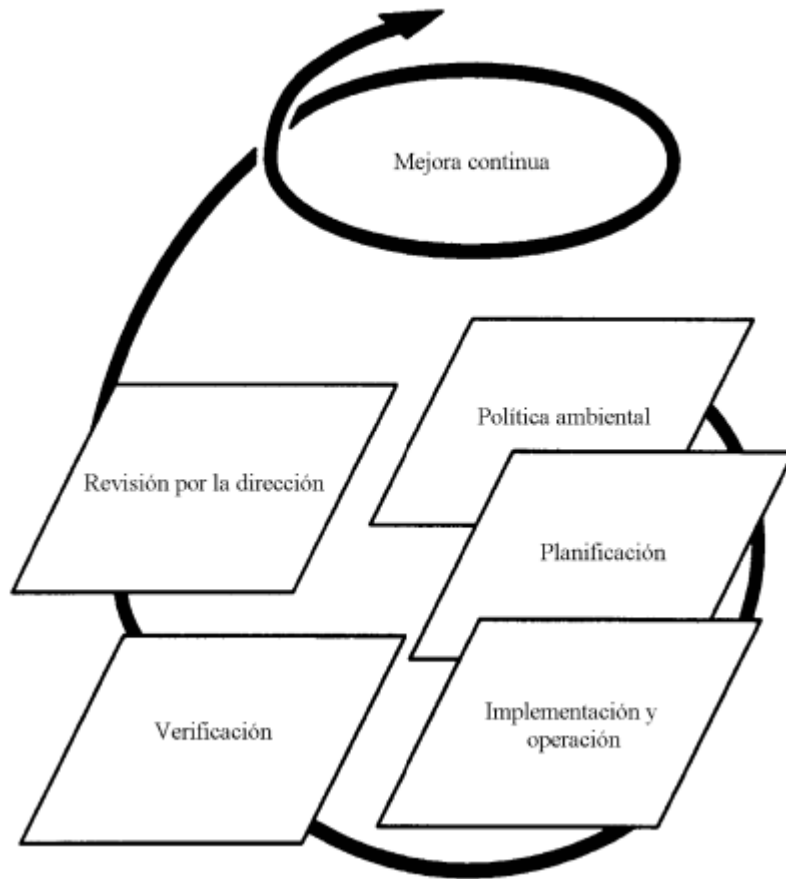 Mejora continua
Política ambiental
Revisión por la dirección
Planificación
Implementación y
operación
Verificación